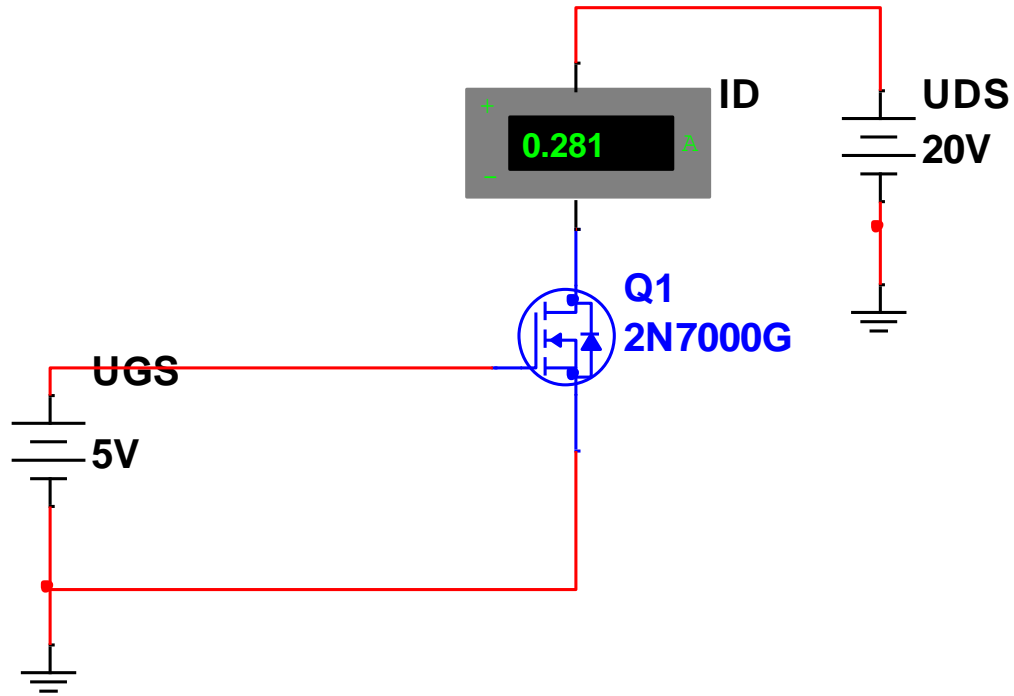 ID
UDS
+
0.281 A
-
20V
Q1
2N7000G
UGS
5V